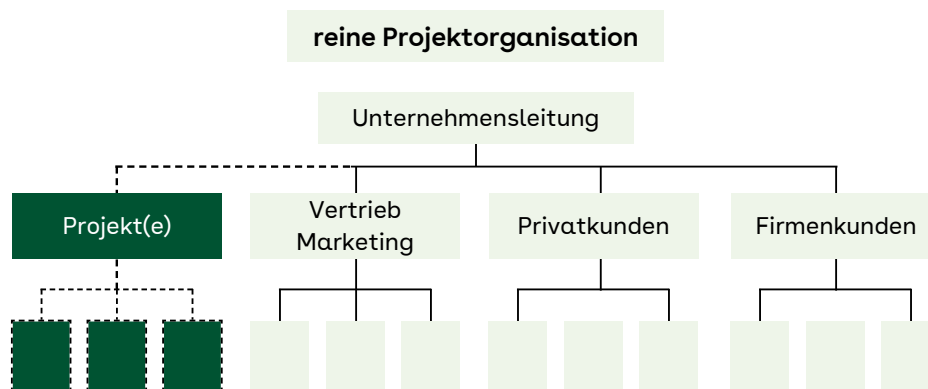 reine Projektorganisation
Unternehmensleitung
Projekt(e)
Vertrieb
Marketing
Privatkunden
Firmenkunden